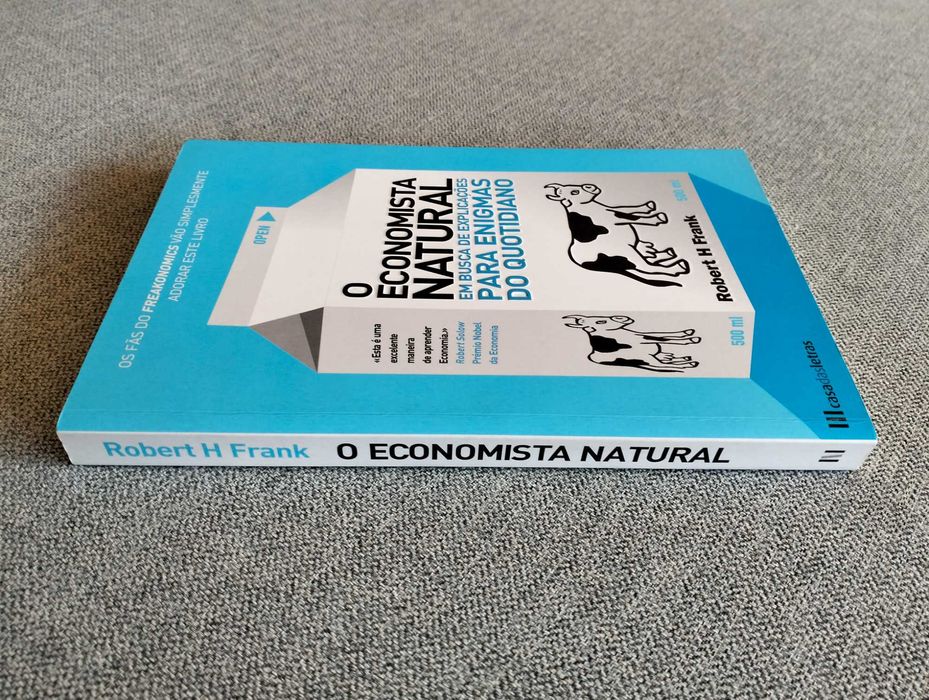 OS FÃS DO FREAKONOMICS VÃO SIMPLESMENTE
ADORAR ESTE LIVRO
OPEN
O
ECONOMISTA
NATURAL
EM BUSCA DE EXPLICAÇÕES
PARA ENIGMAS
DO QUOTIDIANO
Robert H Frank
500 ml
«Esta é uma
excelente
maneira
de aprender
Economia.»
Robert Solow
Prémio Nobel
da Economia
500 ml
casadasletras
Robert H Frank O ECONOMISTA NATURAL